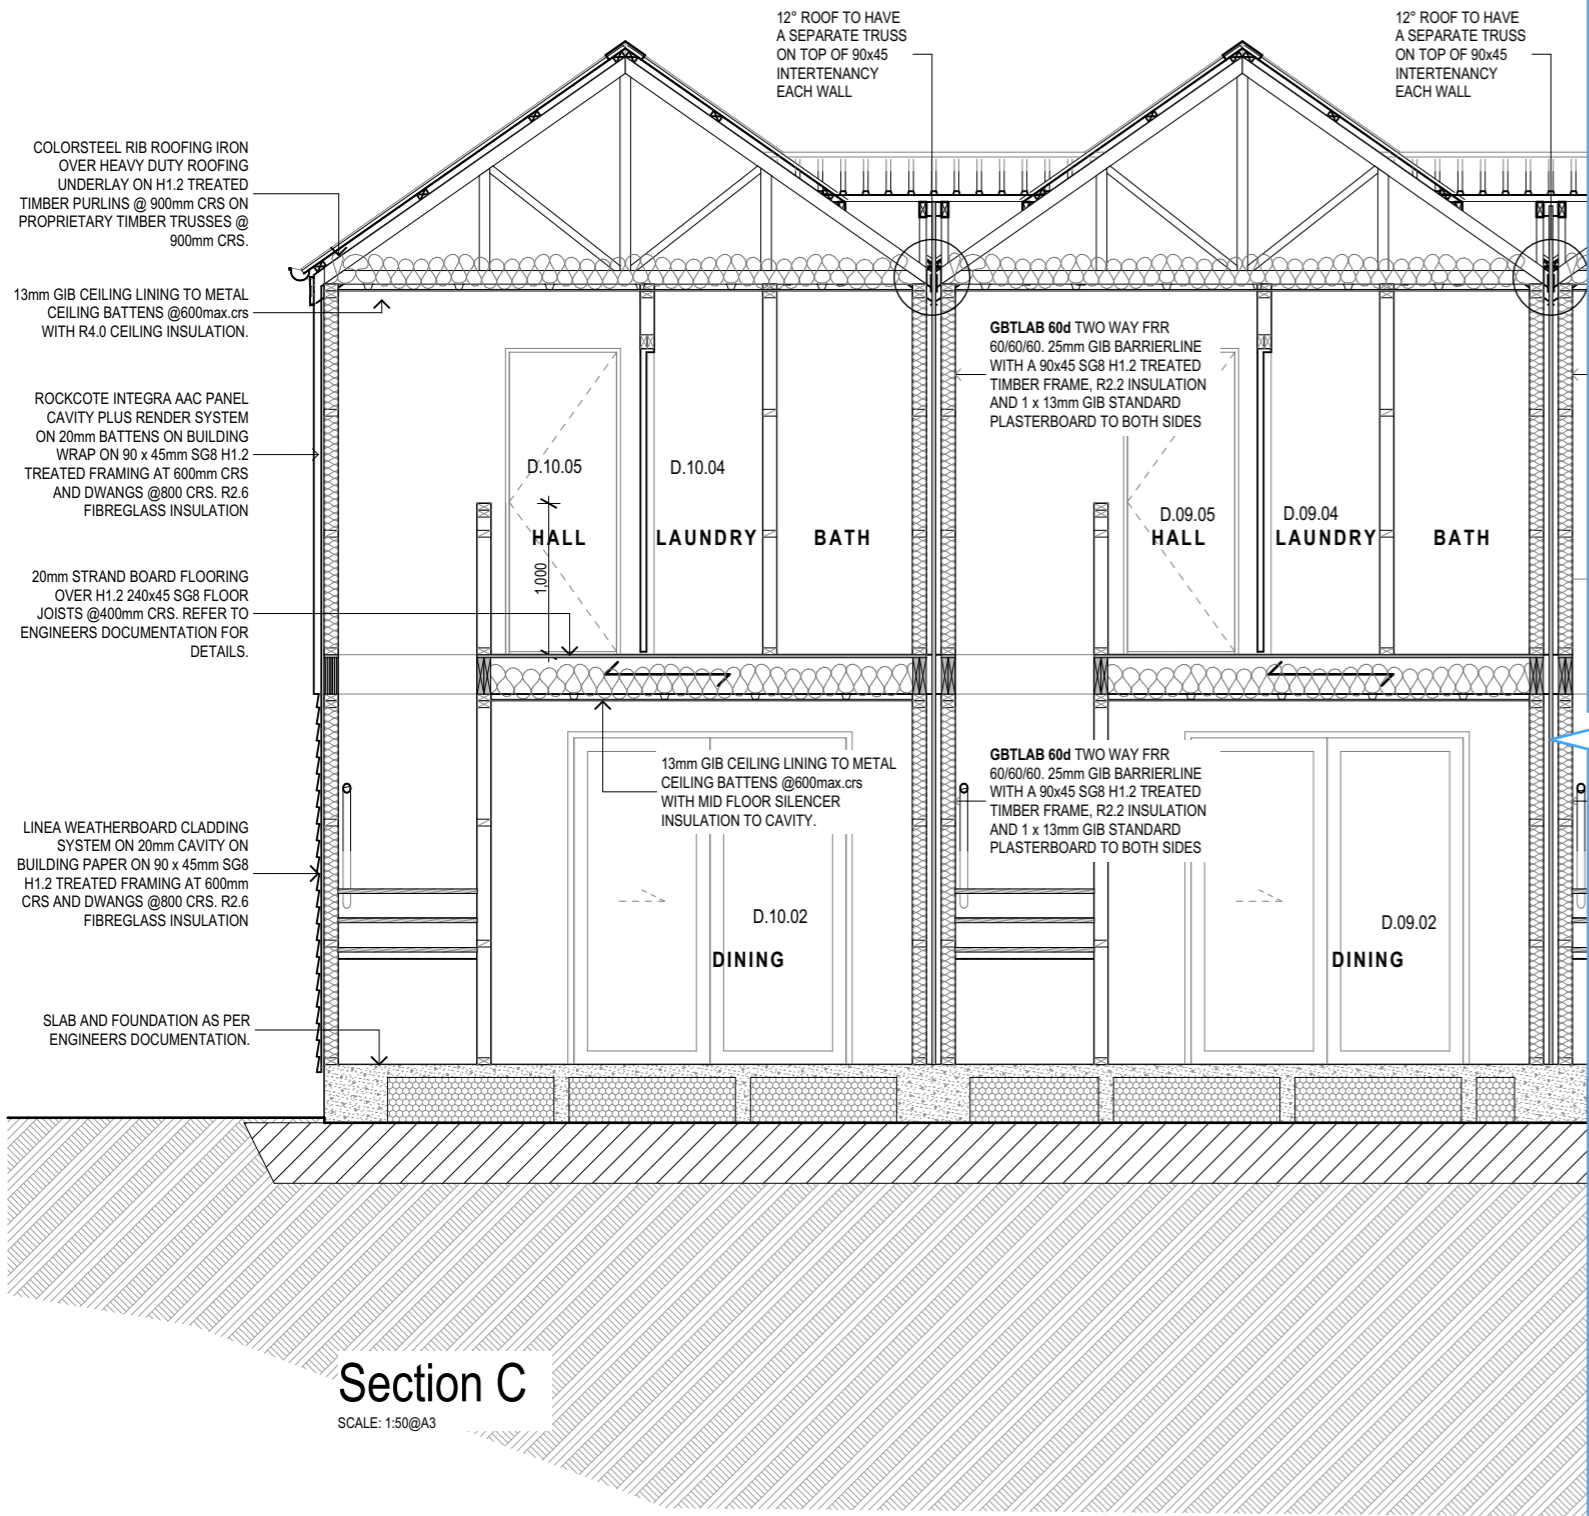 12° ROOF TO HAVE
A SEPARATE TRUSS
ON TOP OF 90x45
INTERTENANCY
EACH WALL
12° ROOF TO HAVE
A SEPARATE TRUSS
ON TOP OF 90x45
INTERTENANCY
EACH WALL
COLORSTEEL RIB ROOFING IRON
OVER HEAVY DUTY ROOFING
UNDERLAY ON H1.2 TREATED
TIMBER PURLINS @ 900mm CRS ON
PROPRIETARY TIMBER TRUSSES @
900mm CRS.
13mm GIB CEILING LINING TO METAL
CEILING BATTENS @600max.crs
WITH R4.0 CEILING INSULATION.
GBTLAB 60d TWO WAY FRR
60/60/60. 25mm GIB BARRIERLINE
WITH A 90x45 SG8 H1.2 TREATED
TIMBER FRAME, R2.2 INSULATION
AND 1 x 13mm GIB STANDARD
PLASTERBOARD TO BOTH SIDES
ROCKCOTE INTEGRA AAC PANEL
CAVITY PLUS RENDER SYSTEM
ON 20mm BATTENS ON BUILDING
WRAP ON 90 x 45mm SG8 H1.2
TREATED FRAMING AT 600mm CRS
AND DWANGS @800 CRS. R2.6
FIBREGLASS INSULATION
D.10.05
D.10.04
D.09.05
D.09.04
HALL
LAUNDRY
BATH
HALL
LAUNDRY
BATH
1,000
20mm STRAND BOARD FLOORING
OVER H1.2 240x45 SG8 FLOOR
JOISTS @400mm CRS. REFER TO
ENGINEERS DOCUMENTATION FOR
DETAILS.
13mm GIB CEILING LINING TO METAL
CEILING BATTENS @600max.crs
WITH MID FLOOR SILENCER
INSULATION TO CAVITY.
GBTLAB 60d TWO WAY FRR
60/60/60. 25mm GIB BARRIERLINE
WITH A 90x45 SG8 H1.2 TREATED
TIMBER FRAME, R2.2 INSULATION
AND 1 x 13mm GIB STANDARD
PLASTERBOARD TO BOTH SIDES
LINEA WEATHERBOARD CLADDING
SYSTEM ON 20mm CAVITY ON
BUILDING PAPER ON 90 x 45mm SG8
H1.2 TREATED FRAMING AT 600mm
CRS AND DWANGS @800 CRS. R2.6
FIBREGLASS INSULATION
D.10.02
D.09.02
DINING
DINING
SLAB AND FOUNDATION AS PER
ENGINEERS DOCUMENTATION.
Section C
SCALE: 1:50@A3